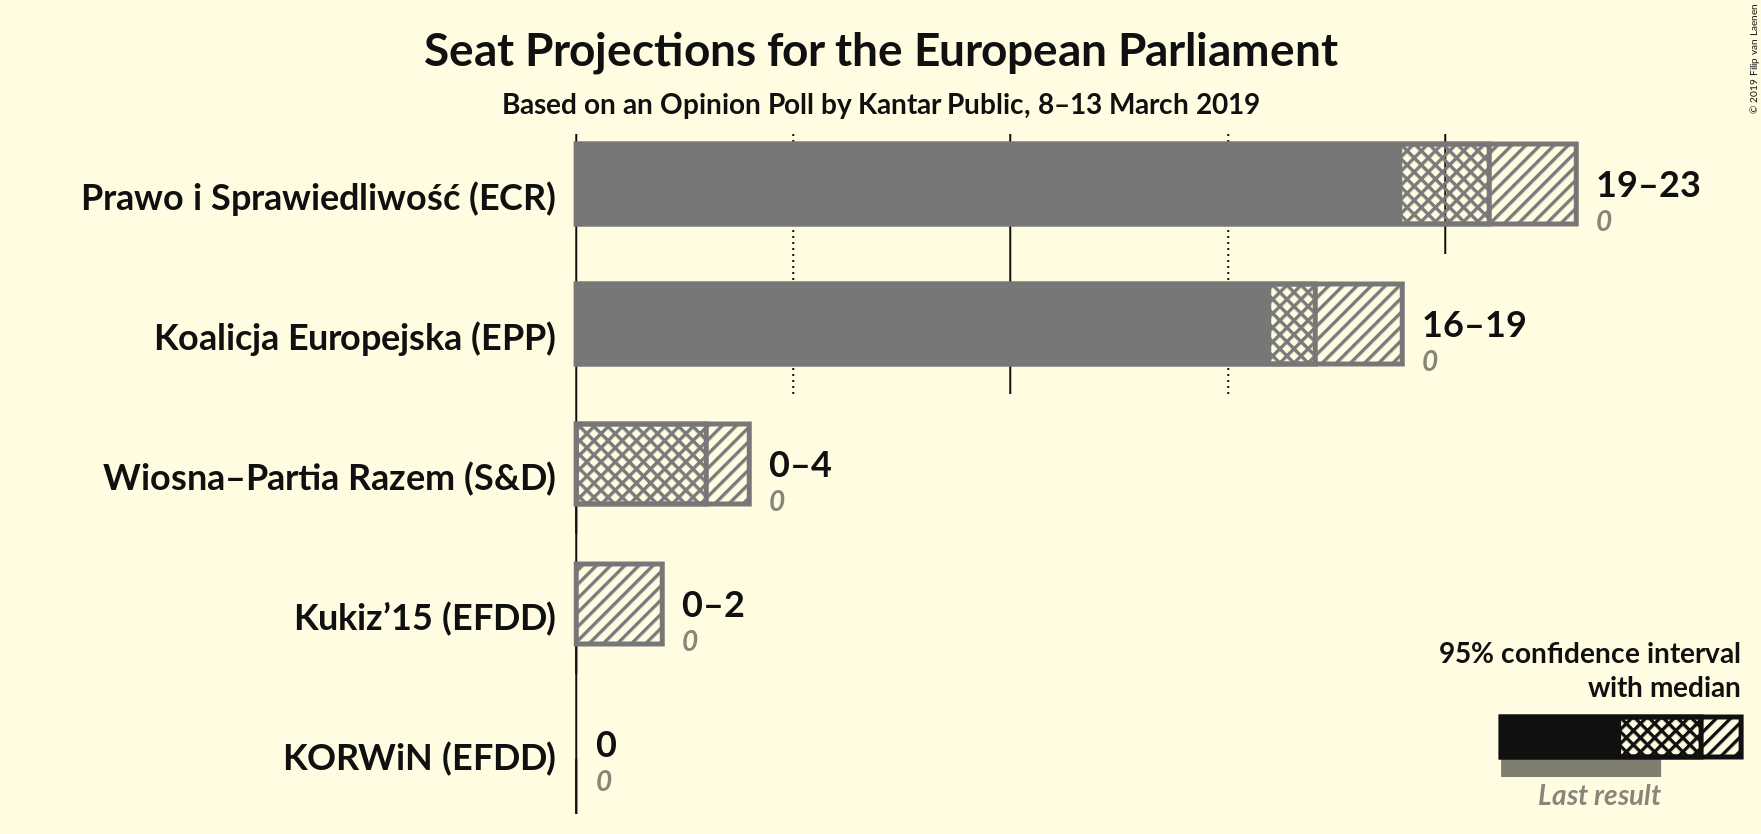 Seat Projections for the European Parliament
Based on an Opinion Poll by Kantar Public, 8–13 March 2019
© 2019 Filip van Laenen
Prawo i Sprawiedliwość (ECR)
19–23
0
Koalicja Europejska (EPP)
16–19
0
Wiosna–Partia Razem (S&D)
0–4
0
Kukiz’15 (EFDD)
0–2
0
KORWiN (EFDD)
0
0
95% confidence interval
with median
Last result